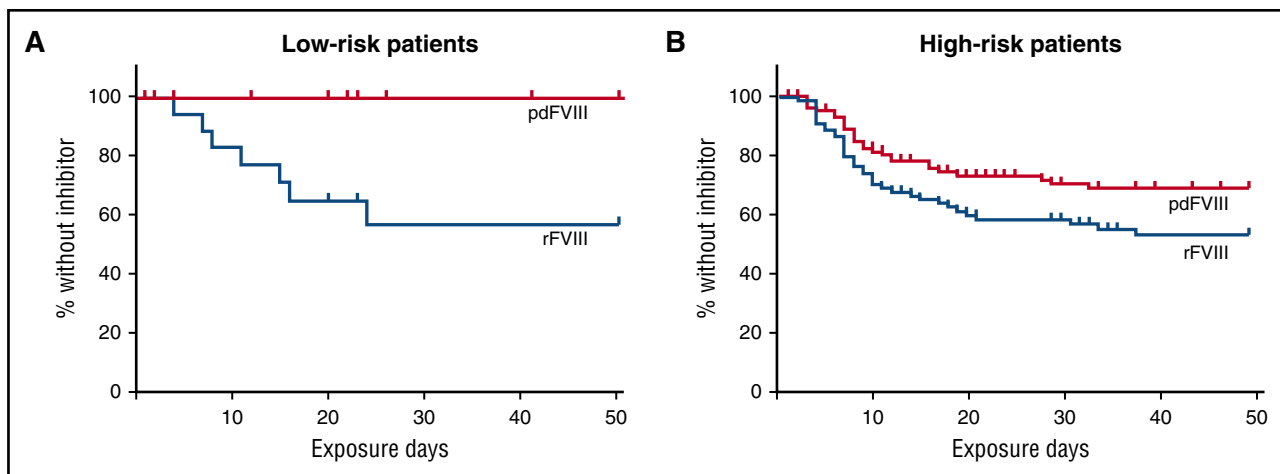 A
Low-risk patients
% without inhibitor
100
80
60
40
20
0
pdFVIII
rFVIII
10 20 30 40 50
Exposure days
B
High-risk patients
% without inhibitor
100
80
60
40
20
0
pdFVIII
rFVIII
10 20 30 40 50
Exposure days